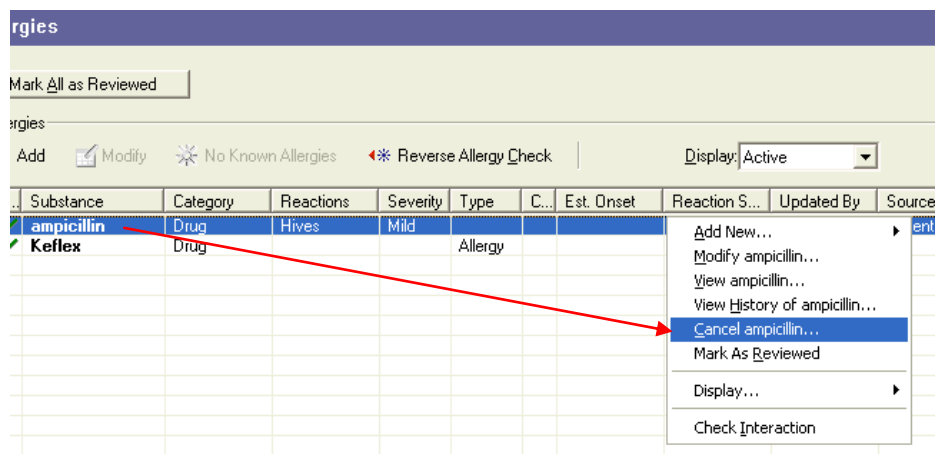 rgies
Mark All as Reviewed
ergies
Add Modify No Known Allergies Reverse Allergy Check Display: Active
... Substance Category Reactions Severity Type C... Est. Onset Reaction S... Updated By Source
ampicillin Drug Hives Mild ent
Keflex Drug Allergy
Add New...
Modify ampicillin...
View ampicillin...
View History of ampicillin...
Cancel ampicillin...
Mark As Reviewed
Display...
Check Interaction